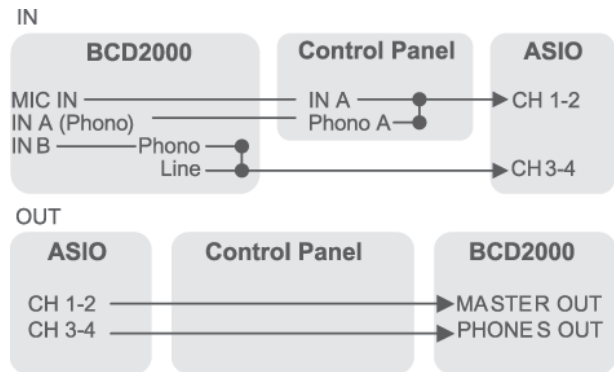 IN
BCD2000 Control Panel ASIO
MIC IN IN A CH 1-2
IN A (Phono) Phono A
IN B Phono
Line CH 3-4
OUT
ASIO Control Panel BCD2000
CH 1-2 MASTER OUT
CH 3-4 PHONES OUT